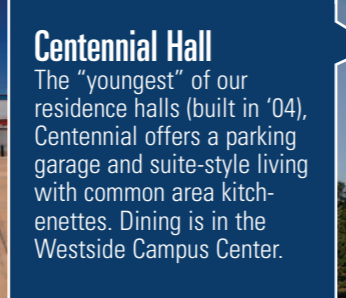 Centennial Hall
The “youngest” of our
residence halls (built in ‘04),
Centennial offers a parking
garage and suite-style living
with common area kitch-
enettes. Dining is in the
Westside Campus Center.